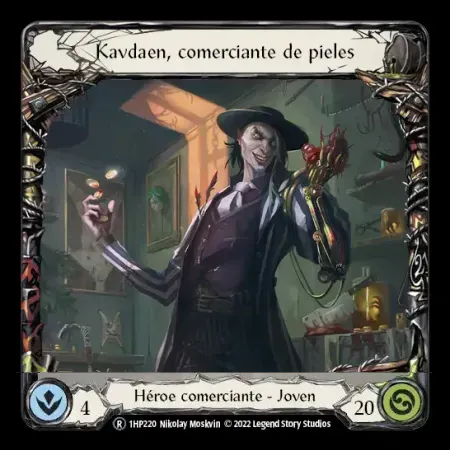 Kavdaen, comerciante de pieles
4
Héroe comerciante - Joven
20
R 1HP220 Nikolay Moskvin © 2022 Legend Story Studios